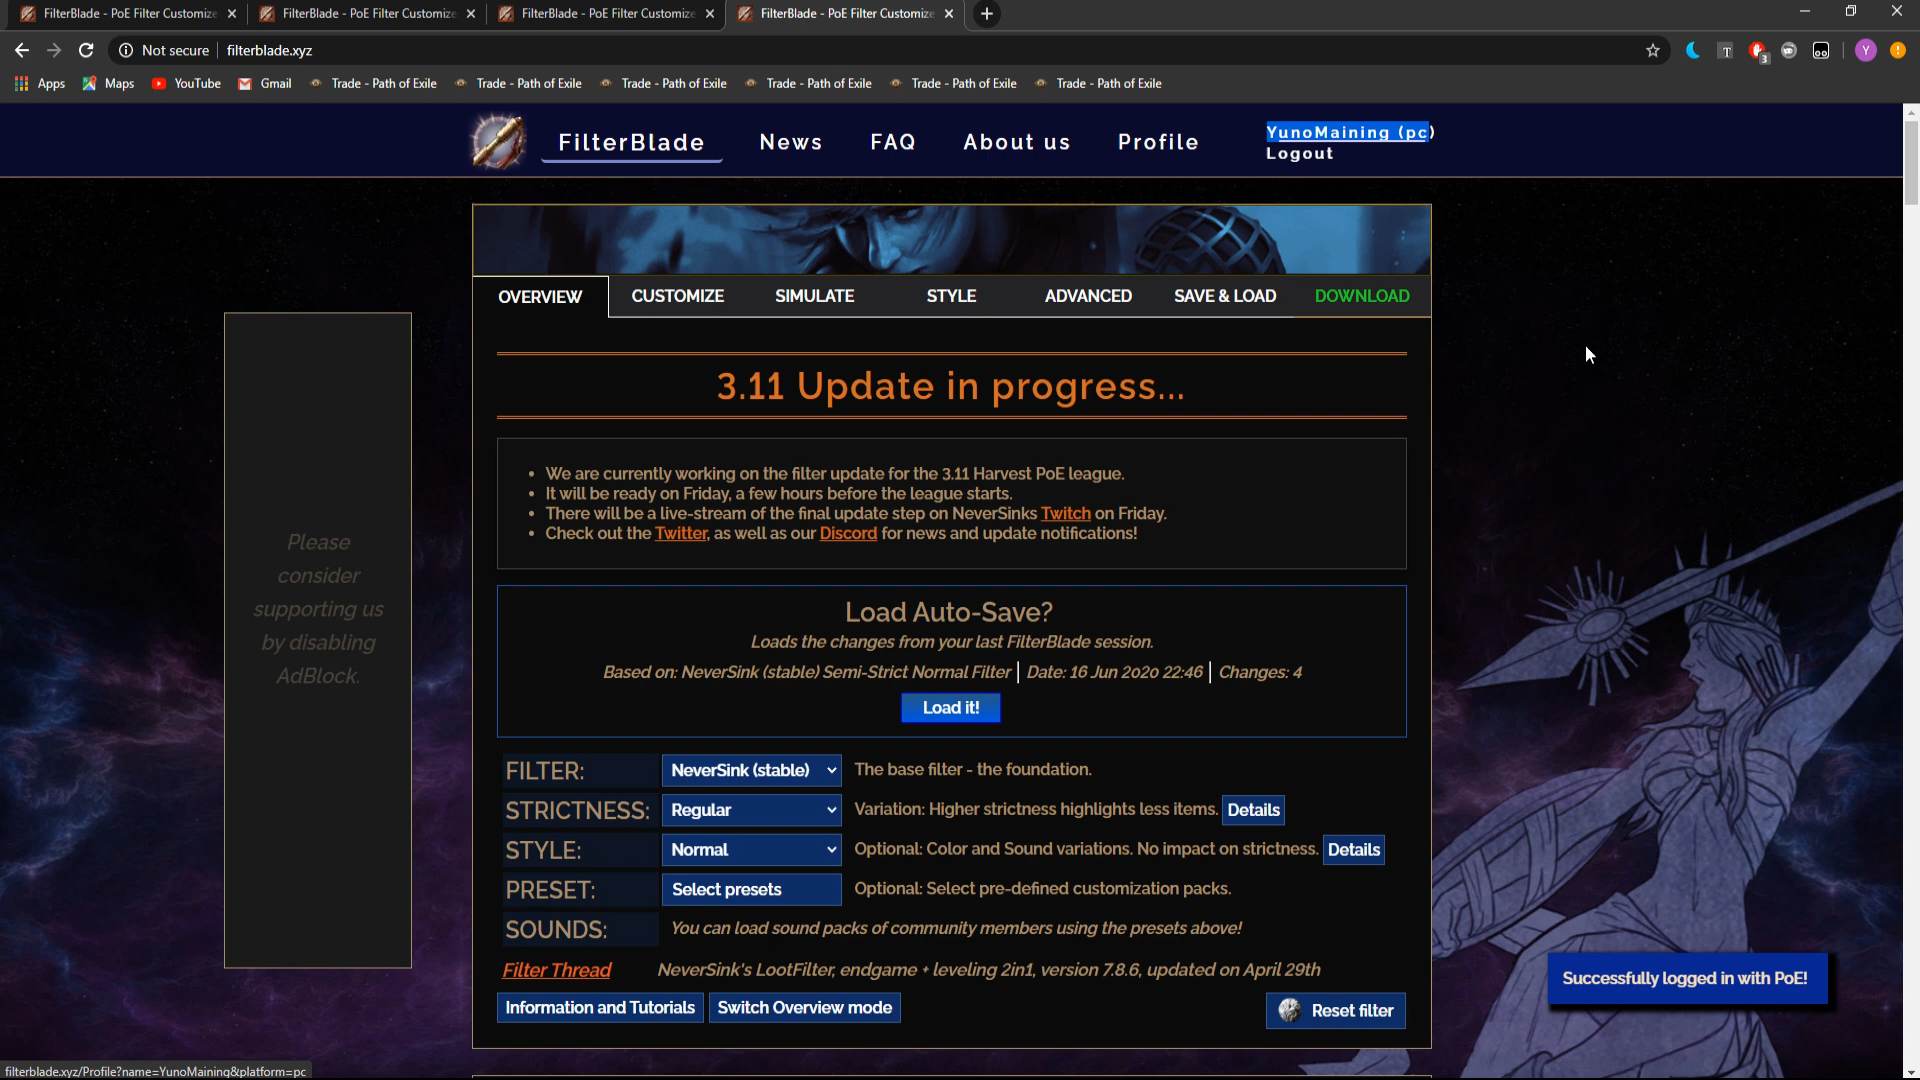 FilterBlade - PoE Filter Customize
FilterBlade - PoE Filter Customize
FilterBlade - PoE Filter Customize
FilterBlade - PoE Filter Customize
Not secure
filterblade.xyz
T
3
Y
Apps
Maps
YouTube
Gmail
Trade - Path of Exile
Trade - Path of Exile
Trade - Path of Exile
Trade - Path of Exile
Trade - Path of Exile
Trade - Path of Exile
FilterBlade
News
FAQ
About us
Profile
YunoMaining (pc)
Logout
OVERVIEW
CUSTOMIZE
SIMULATE
STYLE
ADVANCED
SAVE & LOAD
DOWNLOAD
3.11 Update in progress...
• We are currently working on the filter update for the 3.11 Harvest PoE league.
• It will be ready on Friday, a few hours before the league starts.
• There will be a live-stream of the final update step on NeverSinks Twitch on Friday.
• Check out the Twitter, as well as our Discord for news and update notifications!
Please
consider
supporting us
by disabling
AdBlock.
Load Auto-Save?
Loads the changes from your last FilterBlade session.
Based on: NeverSink (stable) Semi-Strict Normal Filter | Date: 16 Jun 2020 22:46 | Changes: 4
Load it!
FILTER: NeverSink (stable) The base filter - the foundation.
STRICTNESS: Regular Variation: Higher strictness highlights less items. Details
STYLE: Normal Optional: Color and Sound variations. No impact on strictness. Details
PRESET: Select presets Optional: Select pre-defined customization packs.
SOUNDS: You can load sound packs of community members using the presets above!
Filter Thread NeverSink's LootFilter, endgame + leveling 2in1, version 7.8.6, updated on April 29th
Information and Tutorials
Switch Overview mode
Reset filter
Successfully logged in with PoE!
filterblade.xyz/Profile?name=YunoMaining&platform=pc